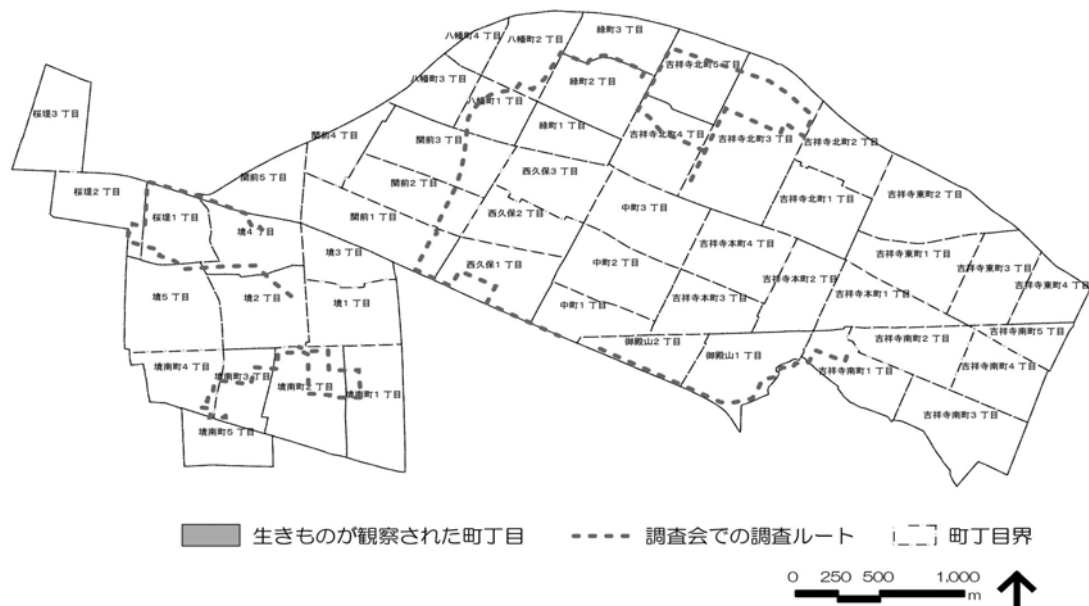 八幡町4 丁目
八幡町2 丁目
緑町3 丁目
吉祥寺北町5 丁目
八幡町3 丁目
緑町2 丁目
桜堤3 丁目
八幡町1 丁目
緑町1 丁目
吉祥寺北町4 丁目
吉祥寺北町3 丁目
吉祥寺北町2 丁目
関前4 丁目
関前3 丁目
西久保3 丁目
関前5 丁目
関前2 丁目
桜堤2 丁目
吉祥寺北町1 丁目
吉祥寺東町2 丁目
中町3 丁目
桜堤1 丁目
関前1 丁目
西久保2 丁目
境4 丁目
吉祥寺本町4 丁目
境3 丁目
吉祥寺東町1 丁目
西久保1 丁目
中町2 丁目
吉祥寺東町3 丁目
吉祥寺本町2 丁目
吉祥寺東町4 丁目
境5 丁目
境2 丁目
境1 丁目
吉祥寺本町3 丁目
吉祥寺本町1 丁目
中町1 丁目
吉祥寺南町5 丁目
御殿山2 丁目
吉祥寺南町2 丁目
御殿山1 丁目
境南町4 丁目
吉祥寺南町4 丁目
境南町3 丁目
吉祥寺南町1 丁目
境南町2 丁目
境南町1 丁目
吉祥寺南町3 丁目
境南町5 丁目
生きものが観察された町丁目
調査会での調査ルート
町丁目界
0 250 500 1,000
m